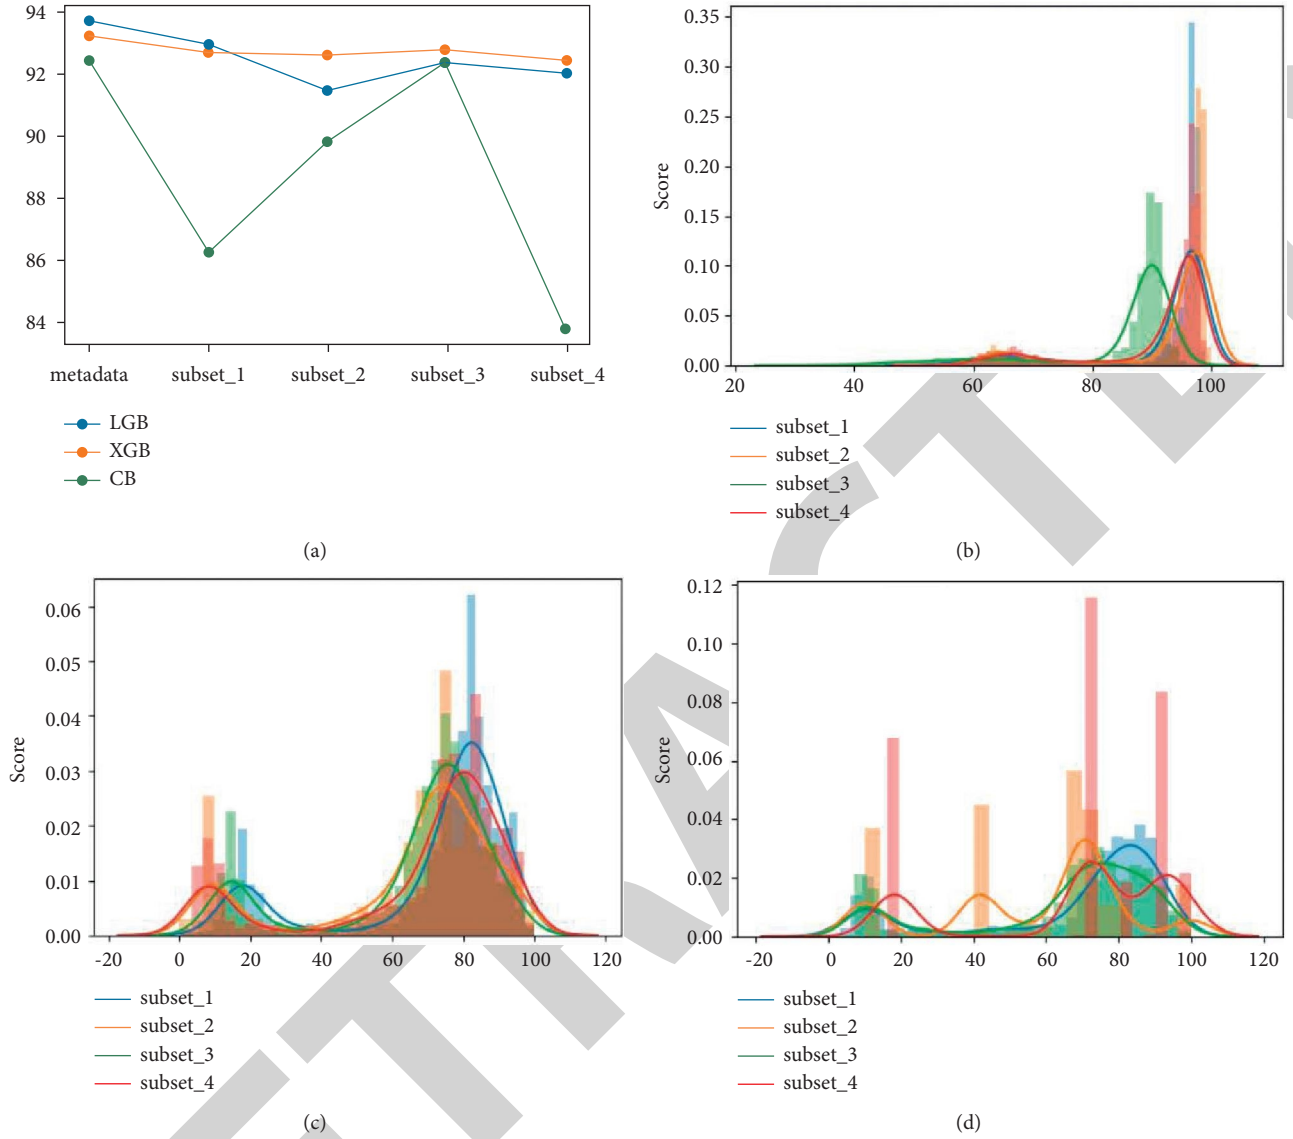 94
92
90
88
86
84
metadata subset_1 subset_2 subset_3 subset_4
LGB
XGB
CB
(a)
0.35
0.30
0.25
0.20
0.15
0.10
0.05
0.00
Score
20 40 60 80 100
subset_1
subset_2
subset_3
subset_4
(b)
0.06
0.05
0.04
0.03
0.02
0.01
0.00
Score
-20 0 20 40 60 80 100 120
subset_1
subset_2
subset_3
subset_4
(c)
0.12
0.10
0.08
0.06
0.04
0.02
0.00
Score
-20 0 20 40 60 80 100 120
subset_1
subset_2
subset_3
subset_4
(d)